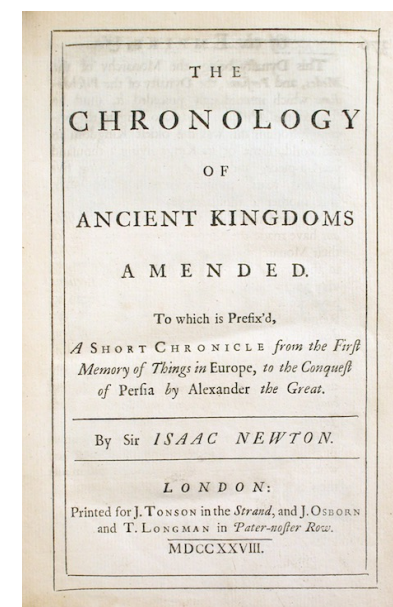 THE
CHRONOLOGY
OF
ANCIENT KINGDOMS
AMENDED.
To which is Prefix'd,
A SHORT CHRONICLE from the Firſt
Memory of Things in Europe, to the Conqueſt
of Perſia by Alexander the Great.
By Sir ISAAC NEWTON.
LONDON:
Printed for J. TONSON in the Strand, and J. OSBORN
and T. LONGMAN in Pater-noſter Row.
MDCCXXVIII.